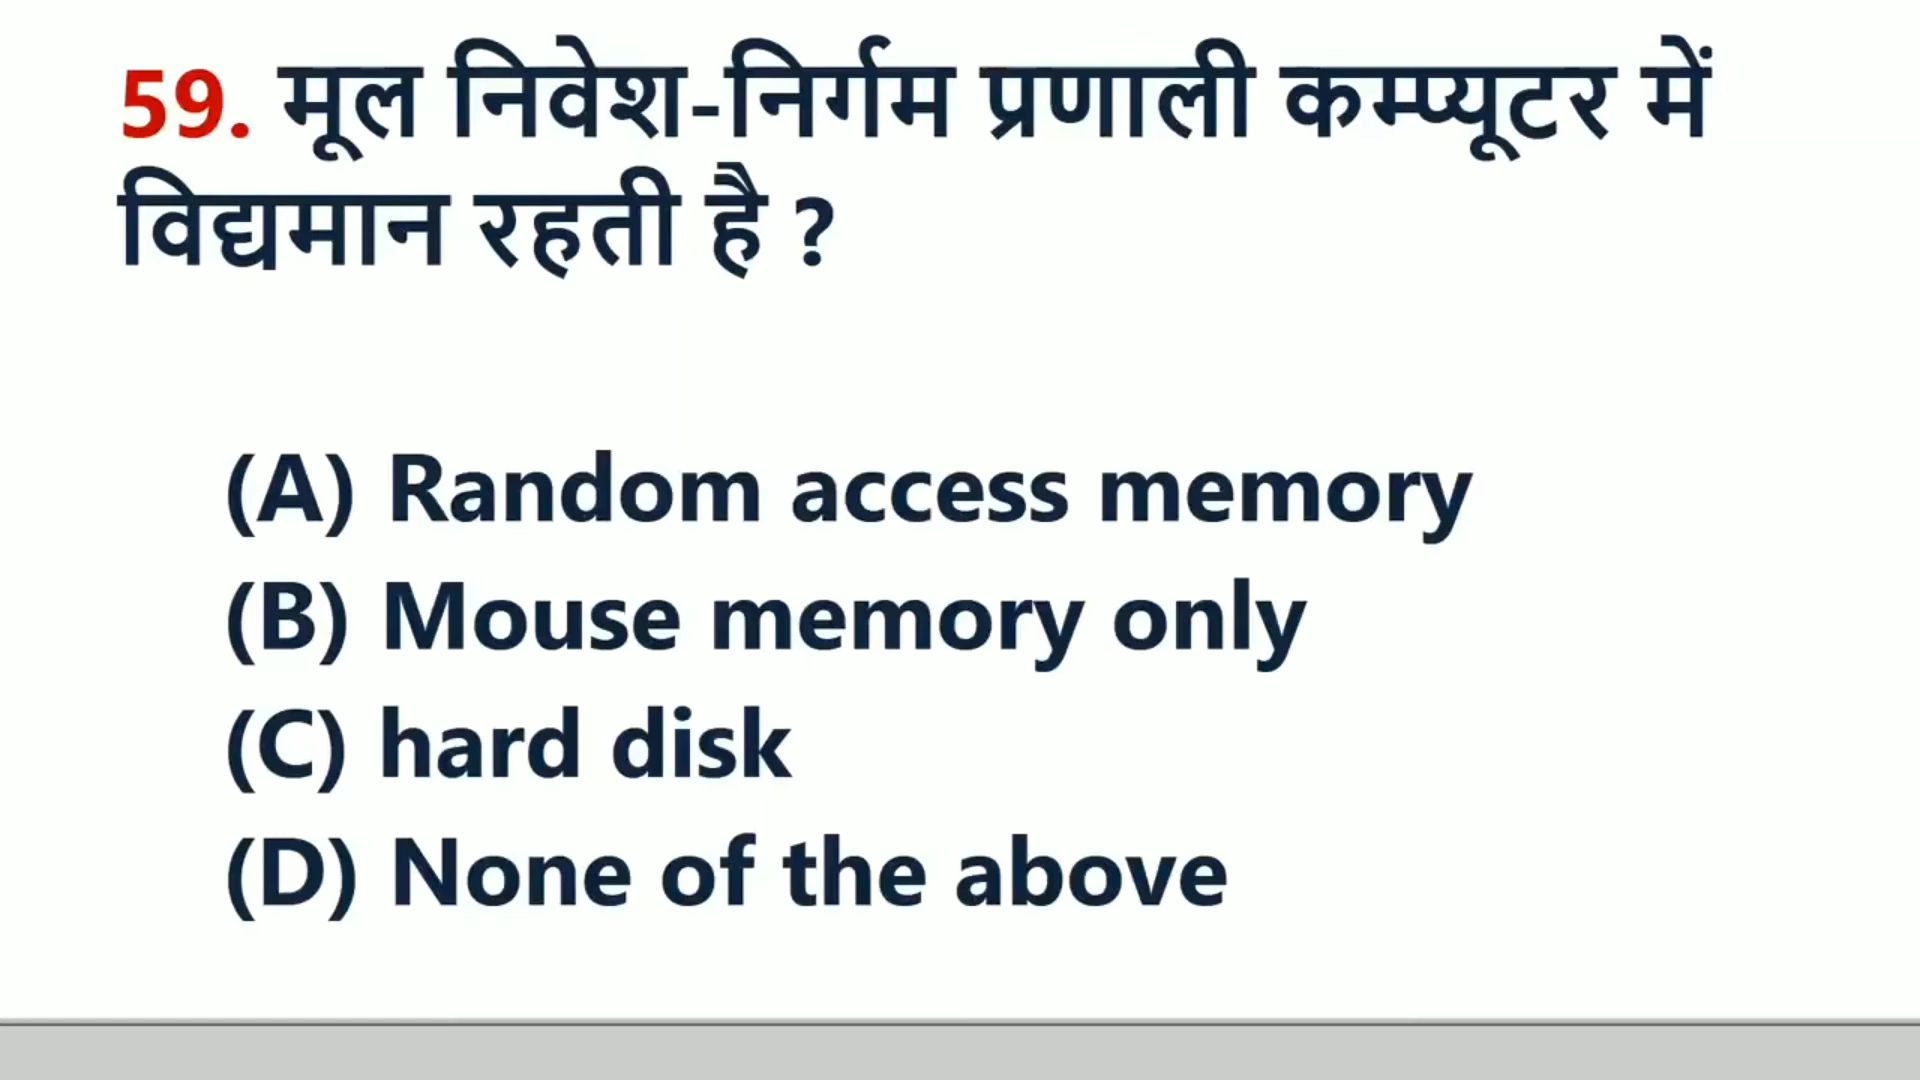 59. मूल निवेश-निर्गम प्रणाली कम्प्यूटर में
विद्यमान रहती है ?
(A) Random access memory
(B) Mouse memory only
(C) hard disk
(D) None of the above